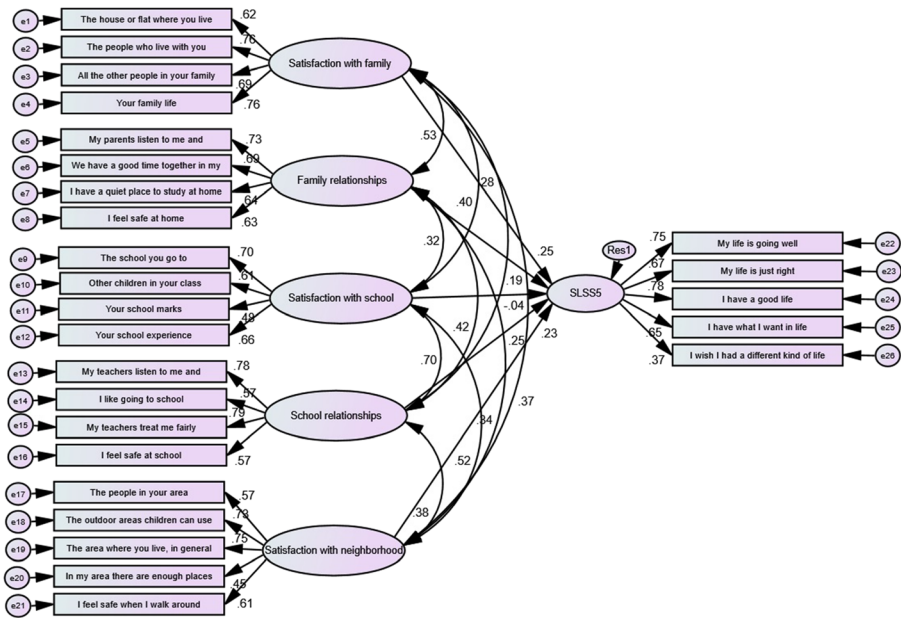 e1 The house or flat where you live .62
e2 The people who live with you .76
e3 All the other people in your family .69
e4 Your family life .76
Satisfaction with family
e5 My parents listen to me and .73
e6 We have a good time together in my .69
e7 I have a quiet place to study at home .64
e8 I feel safe at home .63
Family relationships
e9 The school you go to .70
e10 Other children in your class .61
e11 Your school marks .48
e12 Your school experience .66
Satisfaction with school
e13 My teachers listen to me and .78
e14 I like going to school .57
e15 My teachers treat me fairly .79
e16 I feel safe at school .57
School relationships
e17 The people in your area .57
e18 The outdoor areas children can use .73
e19 The area where you live, in general .75
e20 In my area there are enough places .45
e21 I feel safe when I walk around .61
Satisfaction with neighborhood
.53
.28
.40
.32
.25
.19
-.04
.42
.25
.23
.70
.37
.34
.52
.38
Res1
SLSS5
.75 My life is going well e22
.67 My life is just right e23
.78 I have a good life e24
.65 I have what I want in life e25
.37 I wish I had a different kind of life e26